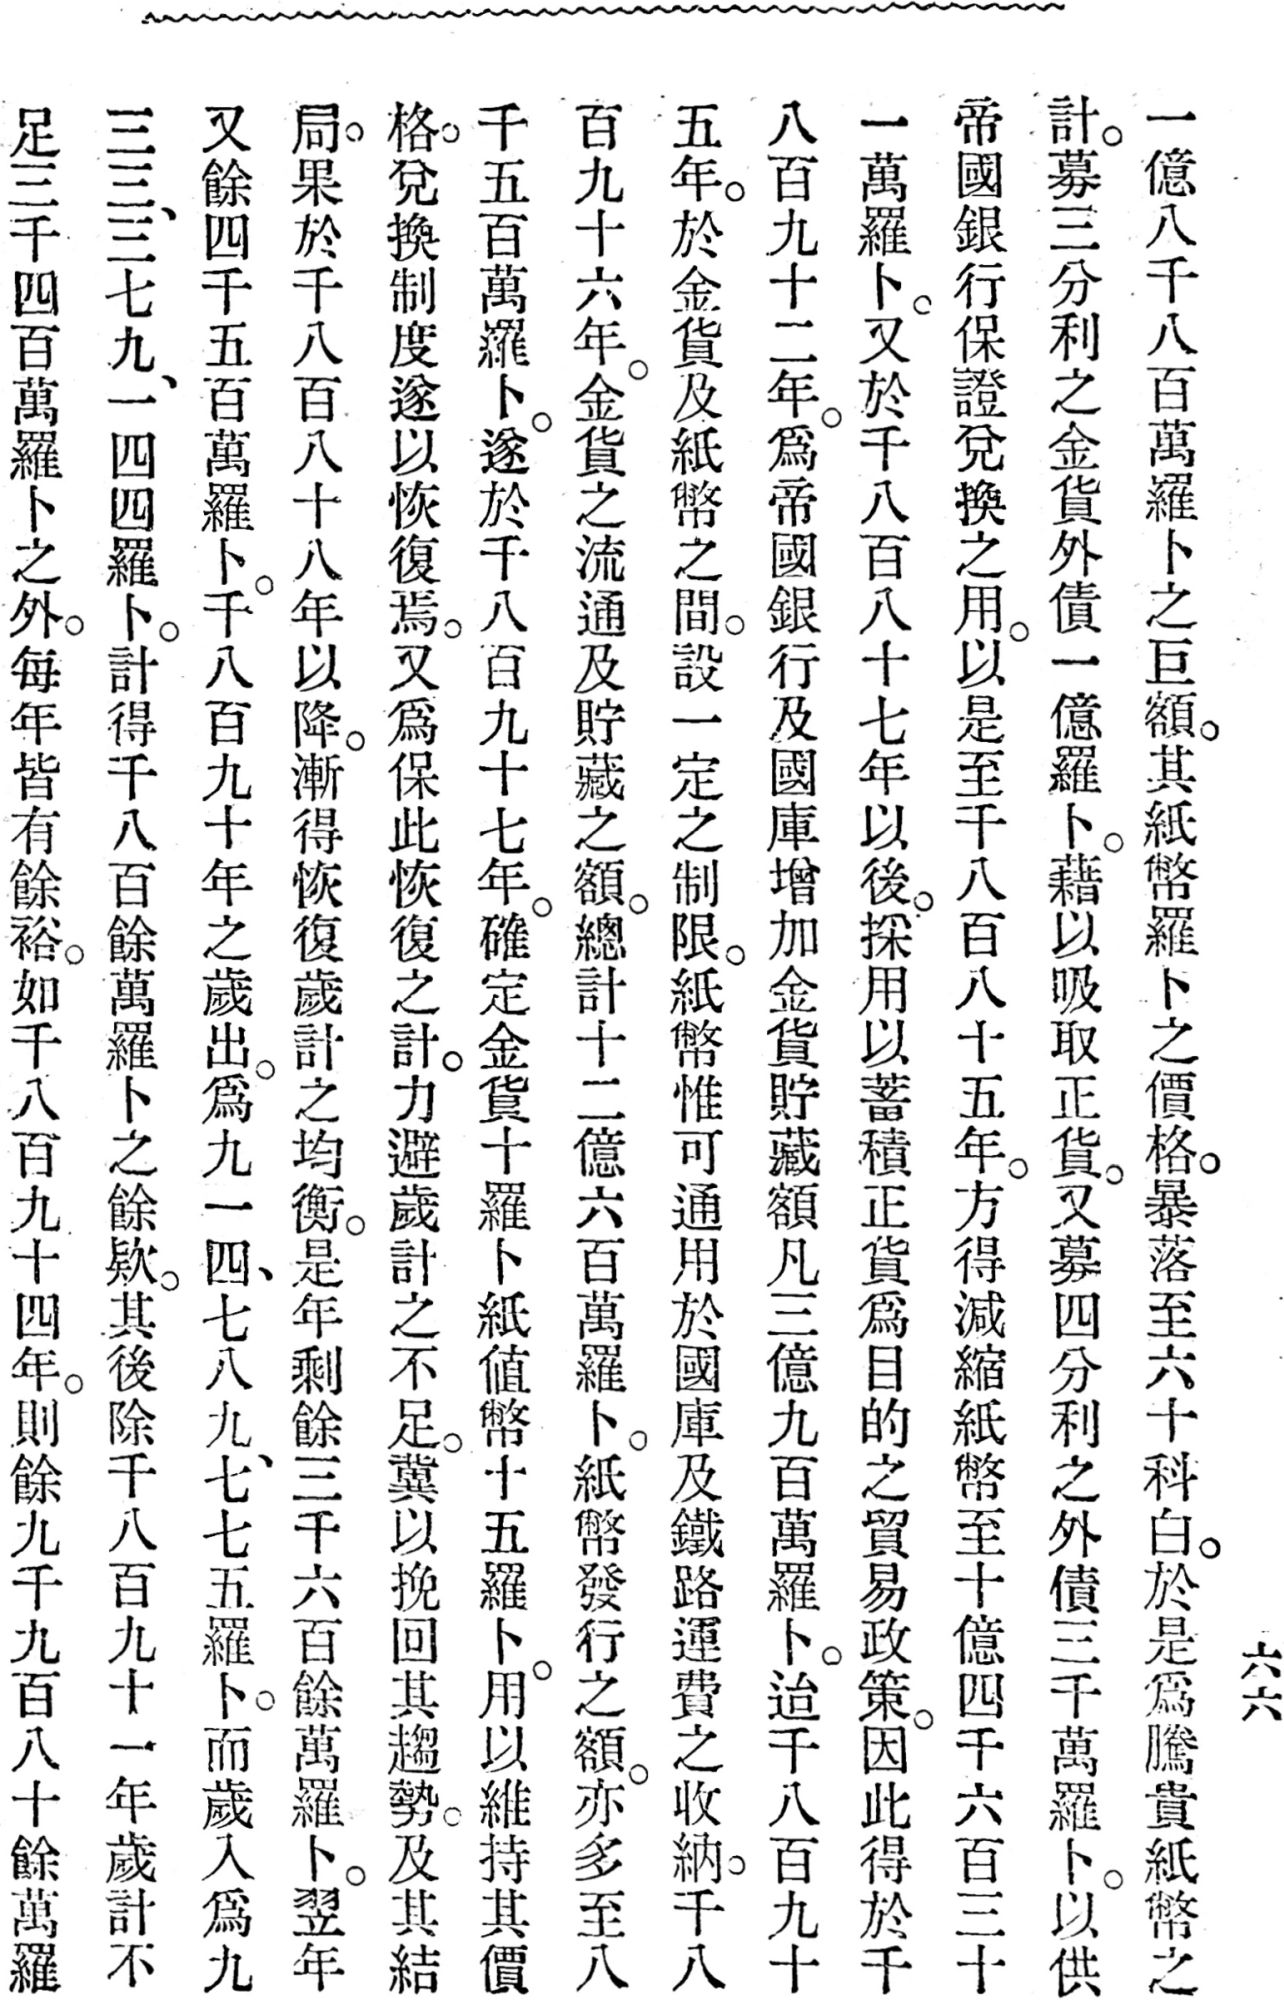 六六
一億八千八百萬羅卜之巨額。其紙幣羅卜之價格。暴落至六十科白。於是爲騰貴紙幣之
計。募三分利之金貨外債一億羅卜。藉以吸取正貨。又募四分利之外債三千萬羅卜。以供
帝國銀行保證兌換之用。以是至千八百八十五年。方得減縮紙幣至十億四千六百三十
一萬羅卜。又於千八百八十七年以後。採用以蓄積正貨爲目的之貿易政策。因此得於千
八百九十二年。爲帝國銀行及國庫增加金貨貯藏額凡三億九百萬羅卜。迨千八百九十
五年。於金貨及紙幣之間。設一定之制限。紙幣惟可通用於國庫及鐵路運費之收納。千八
百九十六年。金貨之流通及貯藏之額。總計十二億六百萬羅卜。紙幣發行之額。亦多至八
千五百萬羅卜。遂於千八百九十七年。確定金貨十羅卜紙値幣十五羅卜。用以維持其價
格。兌換制度遂以恢復焉。又爲保此恢復之計。力避歲計之不足。冀以挽回其趨勢。及其結
局。果於千八百八十八年以降。漸得恢復歲計之均衡。是年剩餘三千六百餘萬羅卜。翌年
又餘四千五百萬羅卜。千八百九十年之歲出。爲九一四、七八九、七七五羅卜。而歲入爲九
三三、三七九、一四四羅卜。計得千八百餘萬羅卜之餘欵。其後除千八百九十一年歲計不
足三千四百萬羅卜之外。每年皆有餘裕。如千八百九十四年。則餘九千九百八十餘萬羅